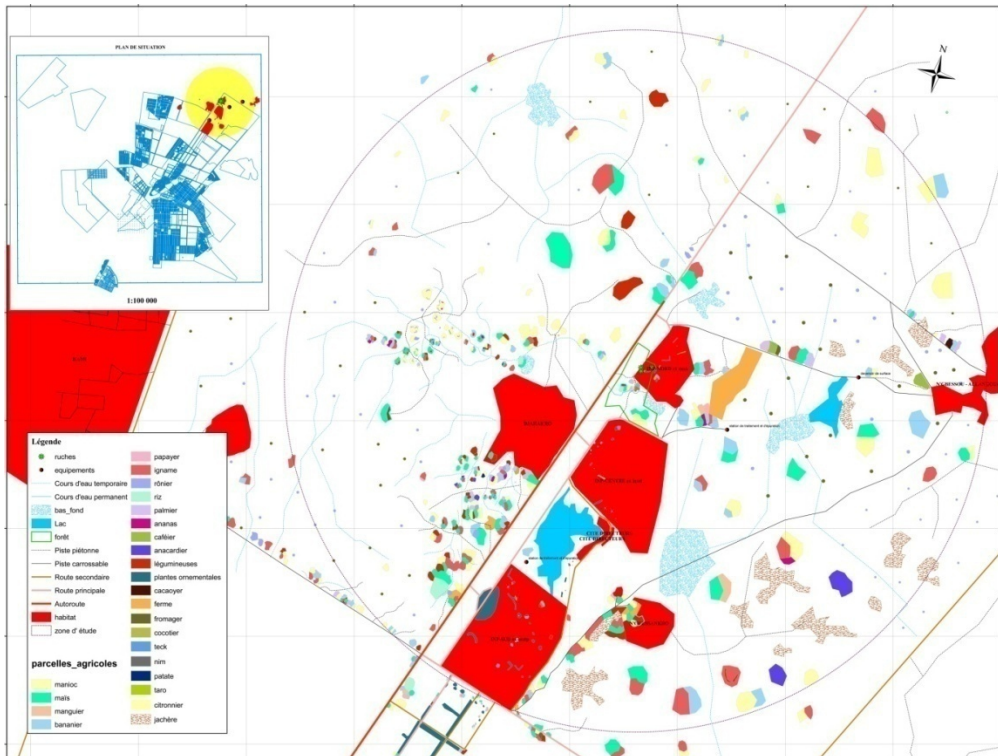 PLAN DE SITUATION
1:100 000
N
Légende
ruches
equipements
Cours d'eau temporaire
Cours d'eau permanent
bas_fond
Lac
forêt
Piste piétonne
Piste carrossable
Route secondaire
Route principale
Autoroute
habitat
zone d' étude
parcelles_agricoles
manioc
maïs
manguier
bananier
papayer
igname
rônier
riz
palmier
ananas
caféier
anacardier
légumineuses
plantes ornementales
cacaoyer
ferme
fromager
cocotier
teck
nim
patate
taro
citronnier
jachère